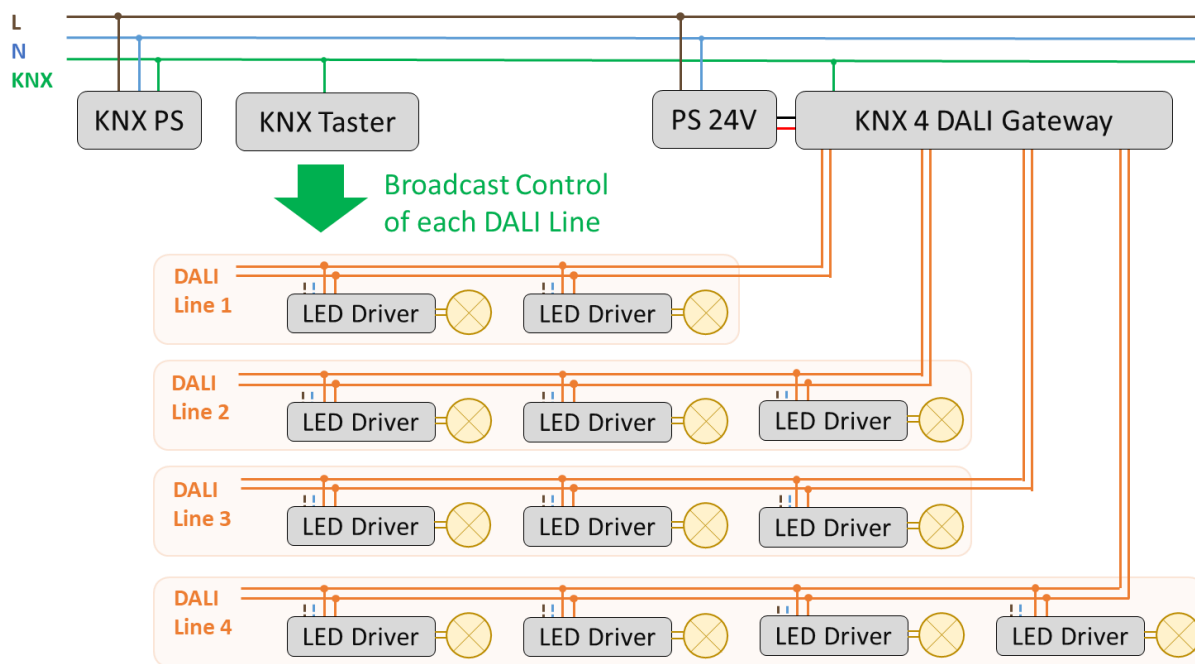 L
N
KNX
KNX PS
KNX Taster
PS 24V
KNX 4 DALI Gateway
Broadcast Control
of each DALI Line
DALI
Line 1
LED Driver
LED Driver
DALI
Line 2
LED Driver
LED Driver
LED Driver
DALI
Line 3
LED Driver
LED Driver
LED Driver
DALI
Line 4
LED Driver
LED Driver
LED Driver
LED Driver